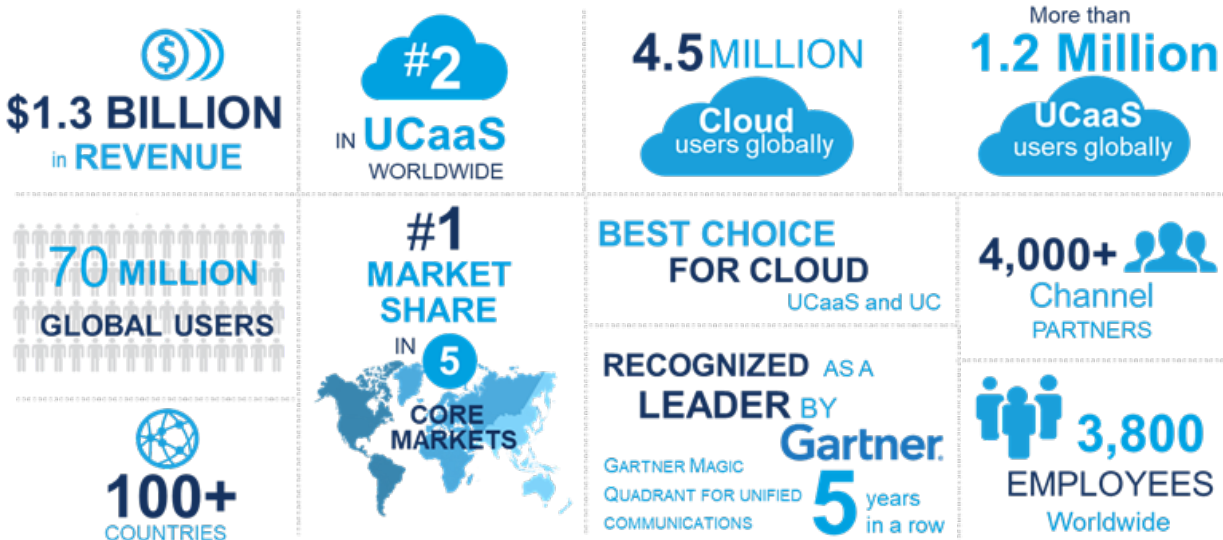 $
$1.3 BILLION
in REVENUE
#2
IN UCaaS
WORLDWIDE
4.5 MILLION
Cloud
users globally
More than
1.2 Million
UCaaS
users globally
70 MILLION
GLOBAL USERS
#1
MARKET
SHARE
IN 5
CORE
MARKETS
BEST CHOICE
FOR CLOUD
UCaaS and UC
4,000+
Channel
PARTNERS
100+
COUNTRIES
RECOGNIZED AS A
LEADER BY
Gartner.
GARTNER MAGIC
QUADRANT FOR UNIFIED
COMMUNICATIONS
5 years
in a row
3,800
EMPLOYEES
Worldwide